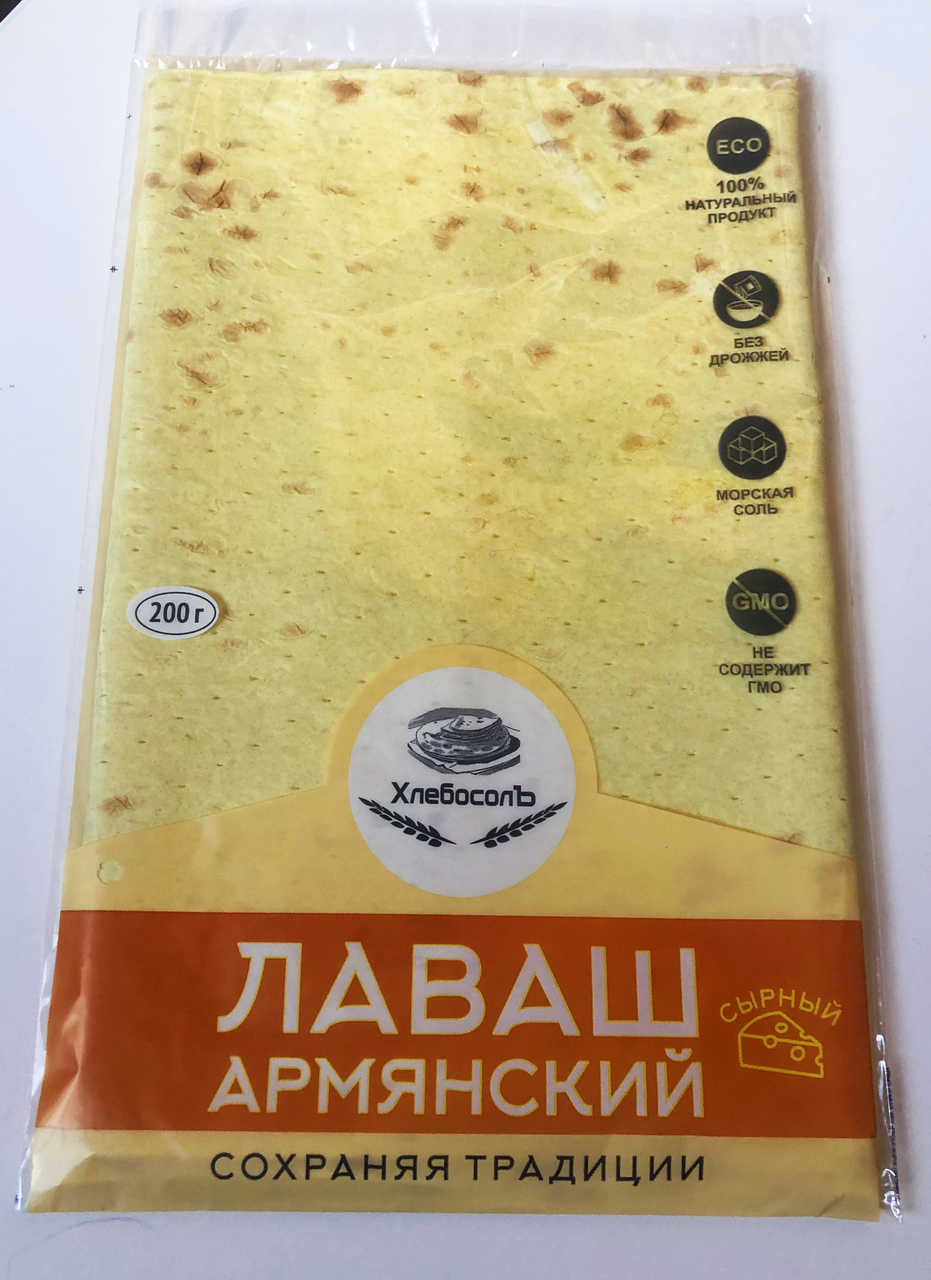 ECO
100%
НАТУРАЛЬНЫЙ
ПРОДУКТ
БЕЗ
ДРОЖЖЕЙ
МОРСКАЯ
СОЛЬ
GMO
НЕ
СОДЕРЖИТ
ГМО
200 г
ХлебосолЪ
ЛАВАШ
АРМЯНСКИЙ
СЫРНЫЙ
СОХРАНЯЯ ТРАДИЦИИ